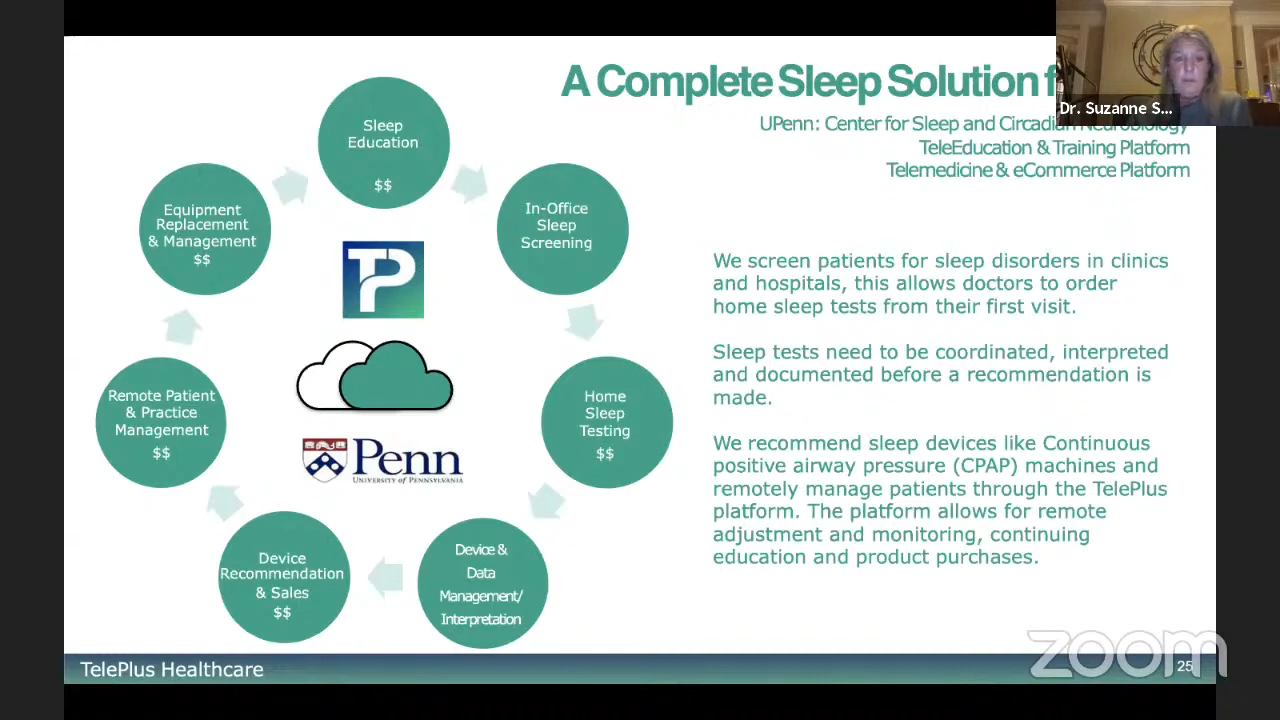 A Complete Sleep Solution f
Dr. Suzanne S...
UPenn: Center for Sleep and Circadian Neurobiology
TeleEducation & Training Platform
Telemedicine & eCommerce Platform
Sleep
Education
$$
In-Office
Sleep
Screening
Home
Sleep
Testing
$$
Device &
Data
Management/
Interpretation
Device
Recommendation
& Sales
$$
Remote Patient
& Practice
Management
$$
Equipment
Replacement
& Management
$$
TP
Penn
UNIVERSITY OF PENNSYLVANIA
We screen patients for sleep disorders in clinics
and hospitals, this allows doctors to order
home sleep tests from their first visit.
Sleep tests need to be coordinated, interpreted
and documented before a recommendation is
made.
We recommend sleep devices like Continuous
positive airway pressure (CPAP) machines and
remotely manage patients through the TelePlus
platform. The platform allows for remote
adjustment and monitoring, continuing
education and product purchases.
TelePlus Healthcare
zoom
25